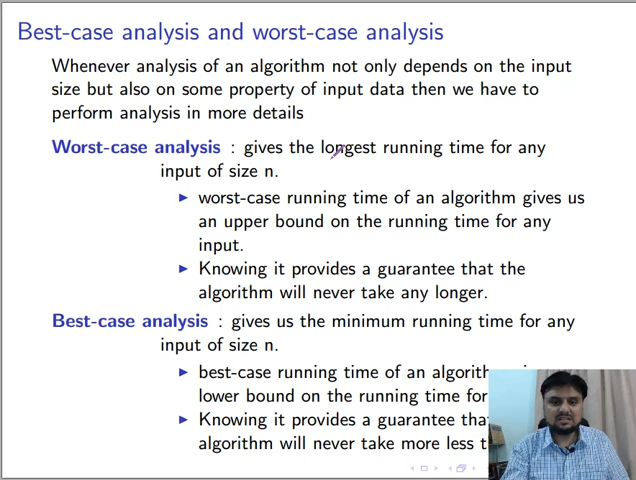 Best-case analysis and worst-case analysis
Whenever analysis of an algorithm not only depends on the input
size but also on some property of input data then we have to
perform analysis in more details
Worst-case analysis : gives the longest running time for any
input of size n.
worst-case running time of an algorithm gives us
an upper bound on the running time for any
input.
Knowing it provides a guarantee that the
algorithm will never take any longer.
Best-case analysis : gives us the minimum running time for any
input of size n.
best-case running time of an
lower bound on the running time for
Knowing it provides a guarantee
algorithm will never take more less